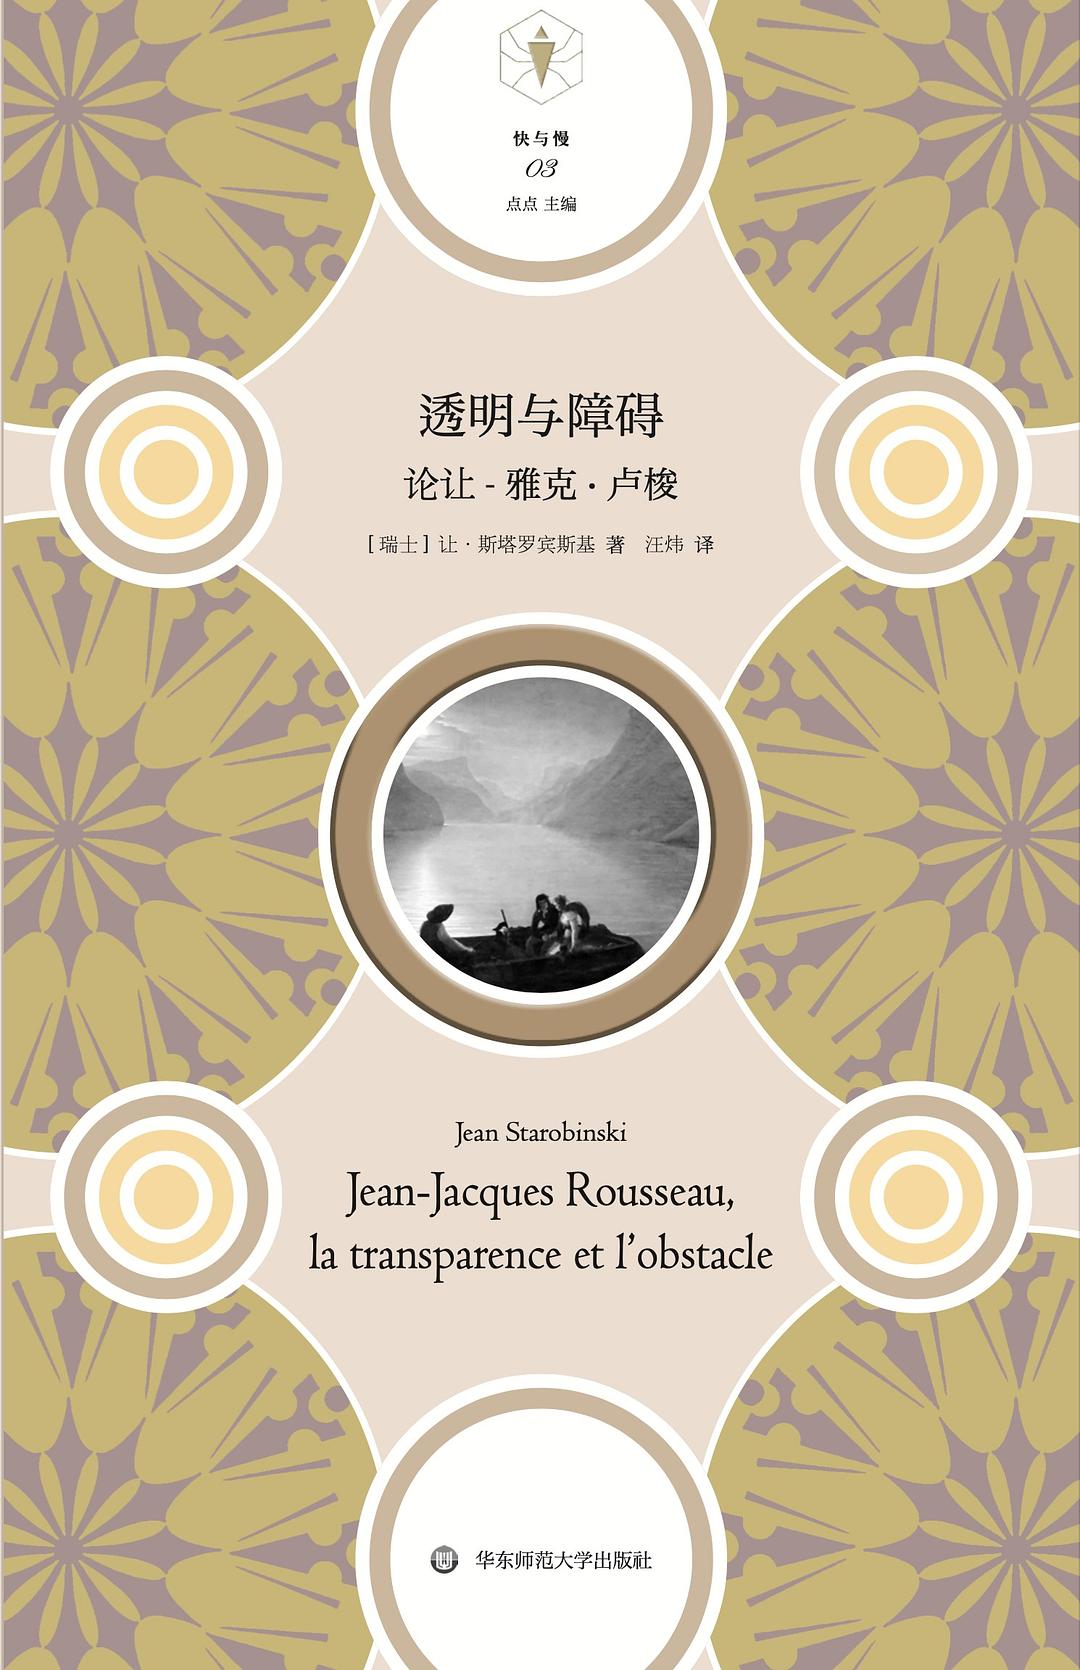 快与慢
03
点点 主编
透明与障碍
论让-雅克·卢梭
[瑞士] 让·斯塔罗宾斯基 著 汪炜 译
Jean Starobinski
Jean-Jacques Rousseau,
la transparence et l’obstacle
华东师范大学出版社